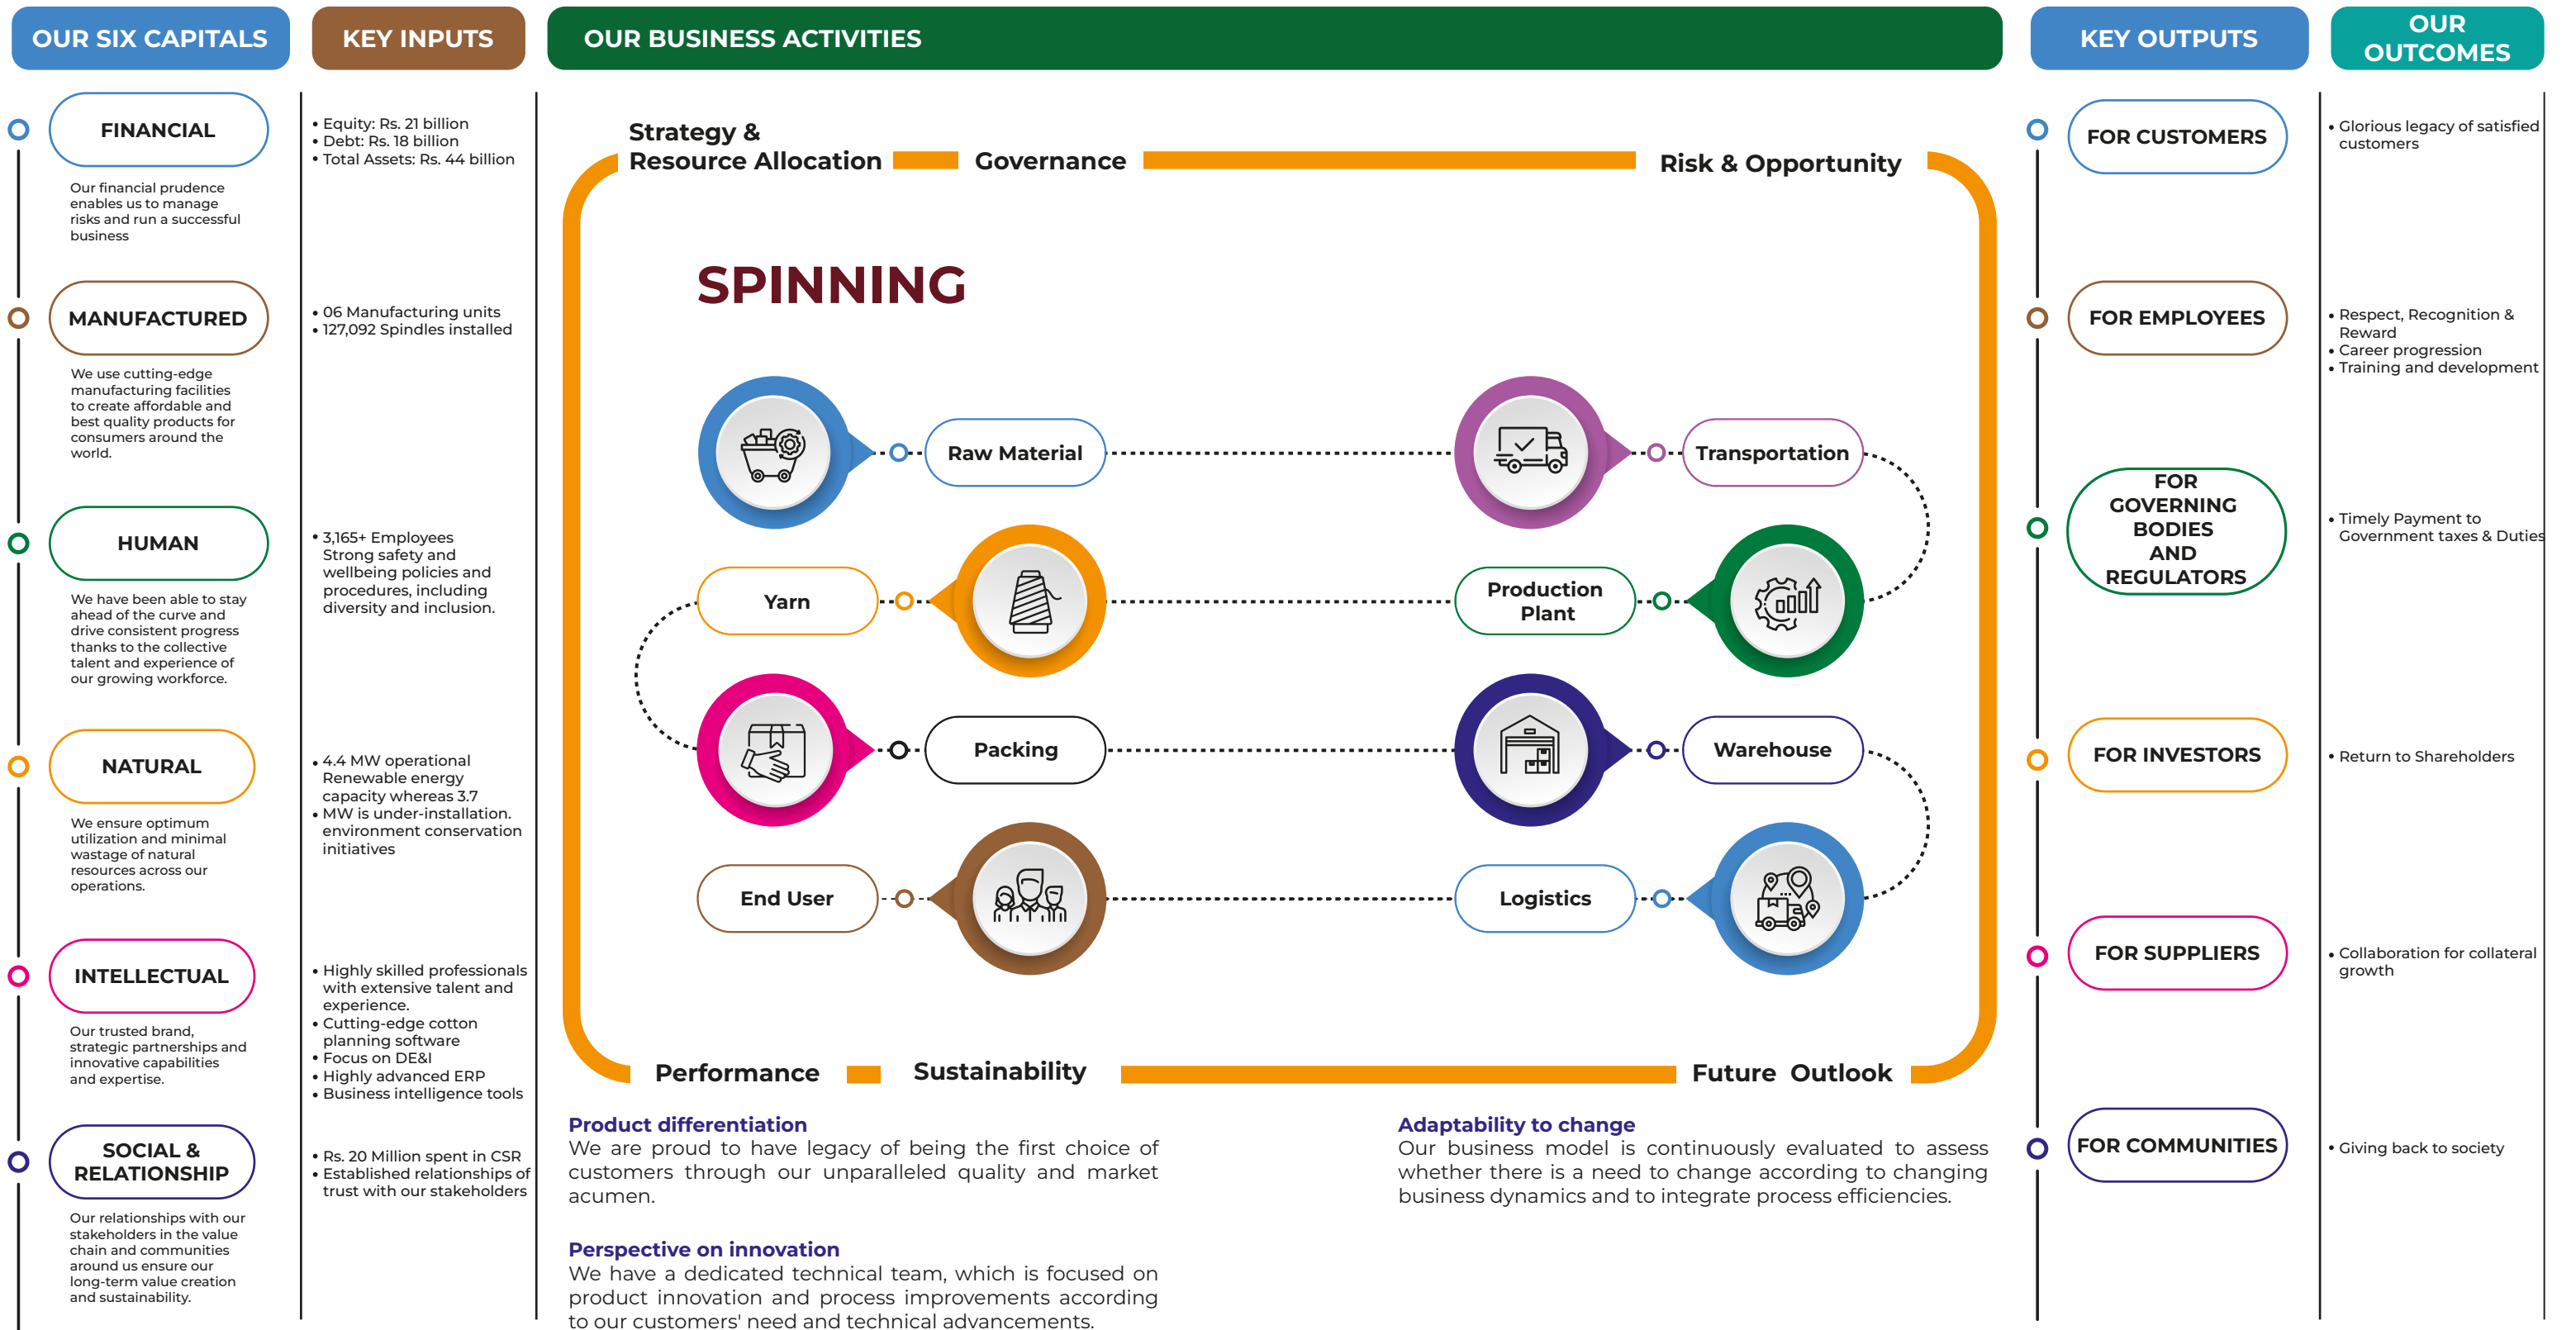 OUR SIX CAPITALS
KEY INPUTS
OUR BUSINESS ACTIVITIES
KEY OUTPUTS
OUR
OUTCOMES
FINANCIAL
Our financial prudence
enables us to manage
risks and run a successful
business
• Equity: Rs. 21 billion
• Debt: Rs. 18 billion
• Total Assets: Rs. 44 billion
MANUFACTURED
We use cutting-edge
manufacturing facilities
to create affordable and
best quality products for
consumers around the
world.
• 06 Manufacturing units
• 127,092 Spindles installed
HUMAN
We have been able to stay
ahead of the curve and
drive consistent progress
thanks to the collective
talent and experience of
our growing workforce.
• 3,165+ Employees
Strong safety and
wellbeing policies and
procedures, including
diversity and inclusion.
NATURAL
We ensure optimum
utilization and minimal
wastage of natural
resources across our
operations.
• 4.4 MW operational
Renewable energy
capacity whereas 3.7
• MW is under-installation.
environment conservation
initiatives
INTELLECTUAL
Our trusted brand,
strategic partnerships and
innovative capabilities
and expertise.
• Highly skilled professionals
with extensive talent and
experience.
• Cutting-edge cotton
planning software
• Focus on DE&I
• Highly advanced ERP
• Business intelligence tools
SOCIAL &
RELATIONSHIP
Our relationships with our
stakeholders in the value
chain and communities
around us ensure our
long-term value creation
and sustainability.
• Rs. 20 Million spent in CSR
• Established relationships of
trust with our stakeholders
Strategy &
Resource Allocation
Governance
Risk & Opportunity
SPINNING
Raw Material
Transportation
Yarn
Production
Plant
Packing
Warehouse
End User
Logistics
Performance
Sustainability
Future Outlook
Product differentiation
We are proud to have legacy of being the first choice of
customers through our unparalleled quality and market
acumen.
Perspective on innovation
We have a dedicated technical team, which is focused on
product innovation and process improvements according
to our customers' need and technical advancements.
Adaptability to change
Our business model is continuously evaluated to assess
whether there is a need to change according to changing
business dynamics and to integrate process efficiencies.
FOR CUSTOMERS
• Glorious legacy of satisfied
customers
FOR EMPLOYEES
• Respect, Recognition &
Reward
• Career progression
• Training and development
FOR
GOVERNING
BODIES
AND
REGULATORS
• Timely Payment to
Government taxes & Duties
FOR INVESTORS
• Return to Shareholders
FOR SUPPLIERS
• Collaboration for collateral
growth
FOR COMMUNITIES
• Giving back to society